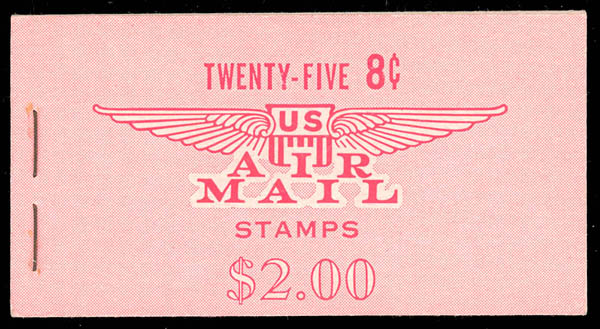 TWENTY-FIVE 8¢
US
AIR
MAIL
STAMPS
$2.00